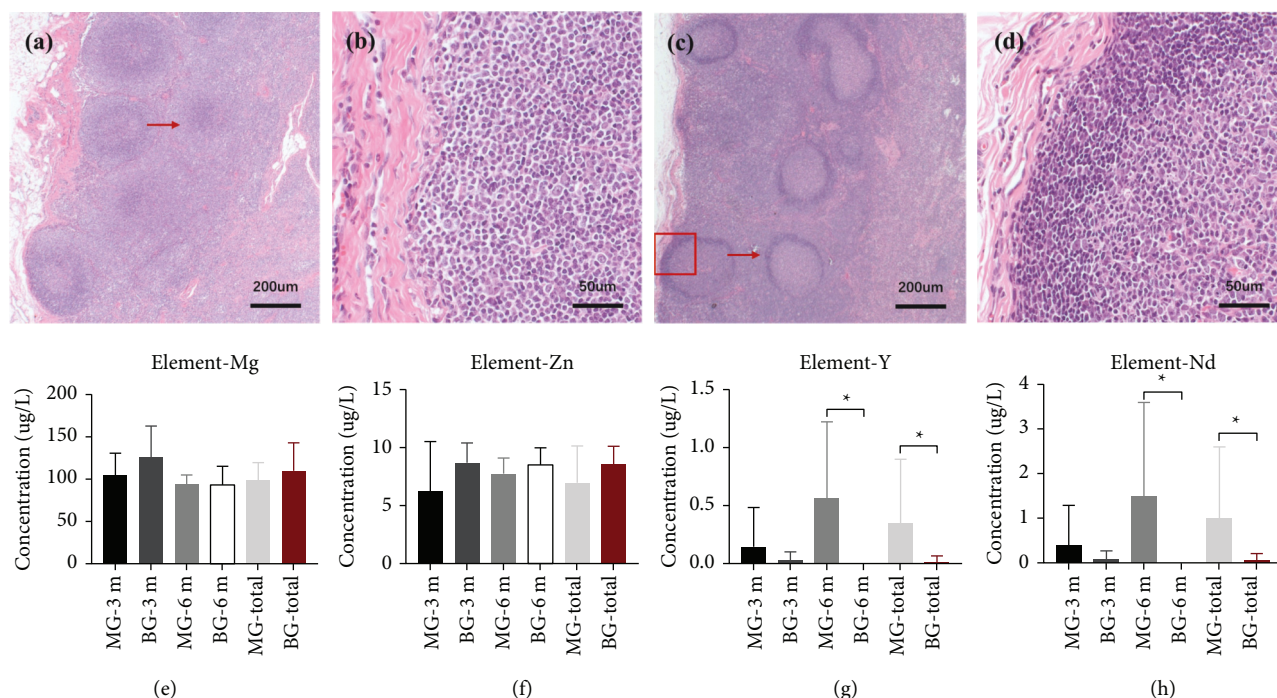 (a)
200um
(b)
50um
(c)
200um
(d)
50um
Element-Mg
Concentration (ug/L)
200
150
100
50
0
MG-3 m
BG-3 m
MG-6 m
BG-6 m
MG-total
BG-total
(e)
Element-Zn
Concentration (ug/L)
15
10
5
0
MG-3 m
BG-3 m
MG-6 m
BG-6 m
MG-total
BG-total
(f)
Element-Y
Concentration (ug/L)
1.5
1.0
0.5
0.0
*
*
MG-3 m
BG-3 m
MG-6 m
BG-6 m
MG-total
BG-total
(g)
Element-Nd
Concentration (ug/L)
4
3
2
1
0
*
*
MG-3 m
BG-3 m
MG-6 m
BG-6 m
MG-total
BG-total
(h)